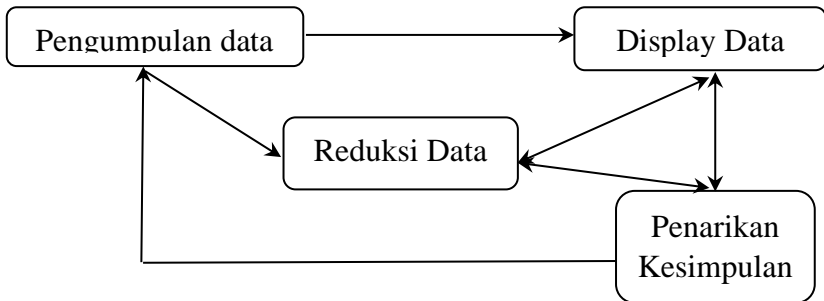 Pengumpulan data
Display Data
Reduksi Data
Penarikan
Kesimpulan